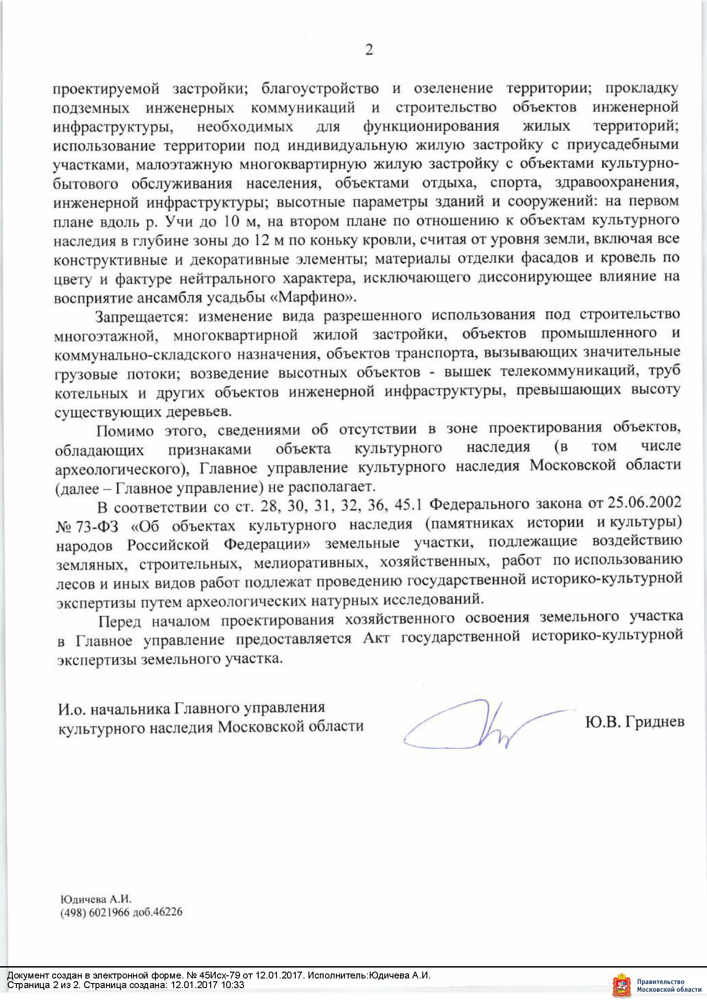 2
проектируемой застройки; благоустройство и озеленение территории; прокладку
подземных инженерных коммуникаций и строительство объектов инженерной
инфраструктуры, необходимых для функционирования жилых территорий;
использование территории под индивидуальную жилую застройку с приусадебными
участками, малоэтажную многоквартирную жилую застройку с объектами культурно-
бытового обслуживания населения, объектами отдыха, спорта, здравоохранения,
инженерной инфраструктуры; высотные параметры зданий и сооружений: на первом
плане вдоль р. Учи до 10 м, на втором плане по отношению к объектам культурного
наследия в глубине зоны до 12 м по коньку кровли, считая от уровня земли, включая все
конструктивные и декоративные элементы; материалы отделки фасадов и кровель по
цвету и фактуре нейтрального характера, исключающего диссонирующее влияние на
восприятие ансамбля усадьбы «Марфино».
Запрещается: изменение вида разрешенного использования под строительство
многоэтажной, многоквартирной жилой застройки, объектов промышленного и
коммунально-складского назначения, объектов транспорта, вызывающих значительные
грузовые потоки; возведение высотных объектов - вышек телекоммуникаций, труб
котельных и других объектов инженерной инфраструктуры, превышающих высоту
существующих деревьев.
Помимо этого, сведениями об отсутствии в зоне проектирования объектов,
обладающих признаками объекта культурного наследия (в том числе
археологического), Главное управление культурного наследия Московской области
(далее – Главное управление) не располагает.
В соответствии со ст. 28, 30, 31, 32, 36, 45.1 Федерального закона от 25.06.2002
№ 73-ФЗ «Об объектах культурного наследия (памятниках истории и культуры)
народов Российской Федерации» земельные участки, подлежащие воздействию
земляных, строительных, мелиоративных, хозяйственных, работ по использованию
лесов и иных видов работ подлежат проведению государственной историко-культурной
экспертизы путем археологических натурных исследований.
Перед началом проектирования хозяйственного освоения земельного участка
в Главное управление предоставляется Акт государственной историко-культурной
экспертизы земельного участка.
И.о. начальника Главного управления
культурного наследия Московской области
Ю.В. Гриднев
Юдичева А.И.
(498) 6021966 доб.46226
Документ создан в электронной форме. № 45Исх-79 от 12.01.2017. Исполнитель:Юдичева А.И.
Страница 2 из 2. Страница создана: 12.01.2017 10:33
Правительство
Московской области